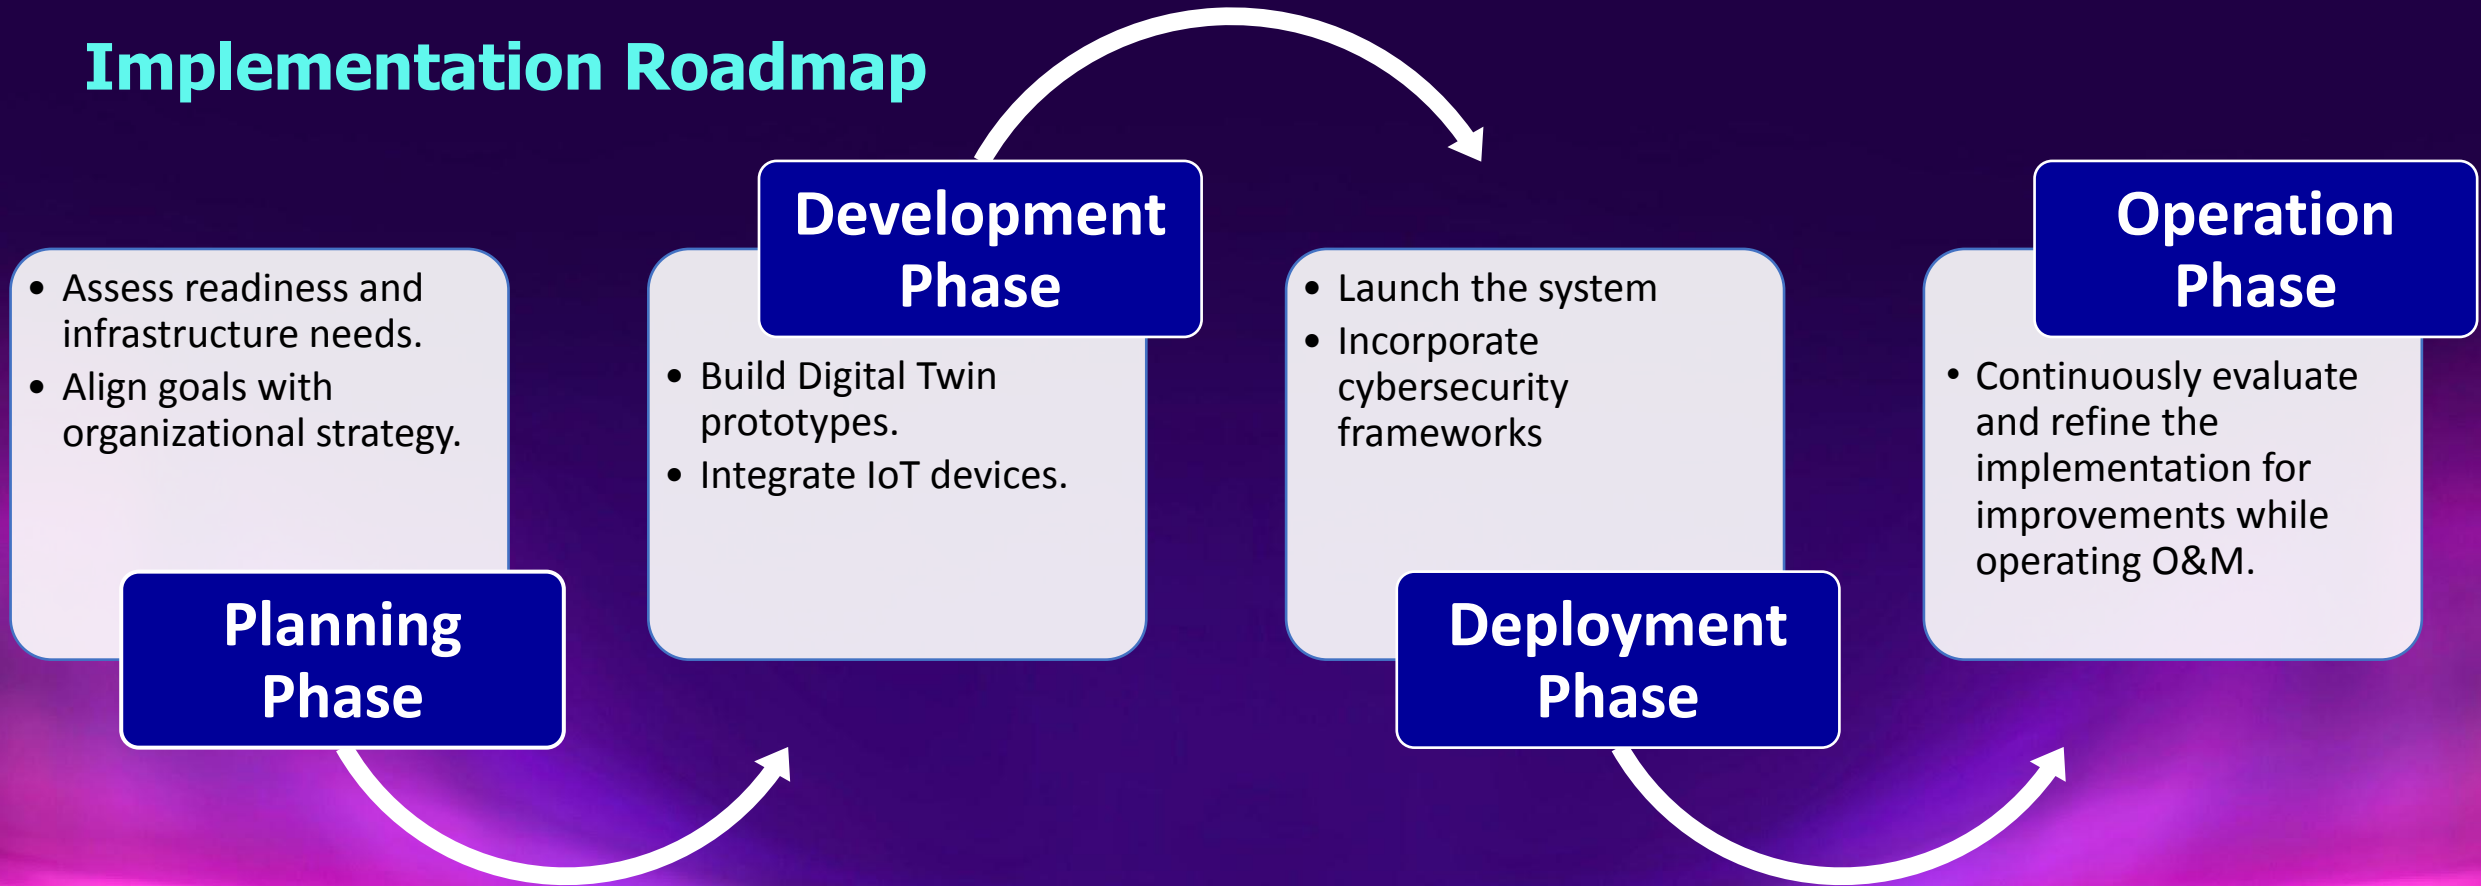 Implementation Roadmap
• Assess readiness and
infrastructure needs.
• Align goals with
organizational strategy.
Planning
Phase
Development
Phase
• Build Digital Twin
prototypes.
• Integrate IoT devices.
• Launch the system
• Incorporate
cybersecurity
frameworks
Deployment
Phase
Operation
Phase
• Continuously evaluate
and refine the
implementation for
improvements while
operating O&M.